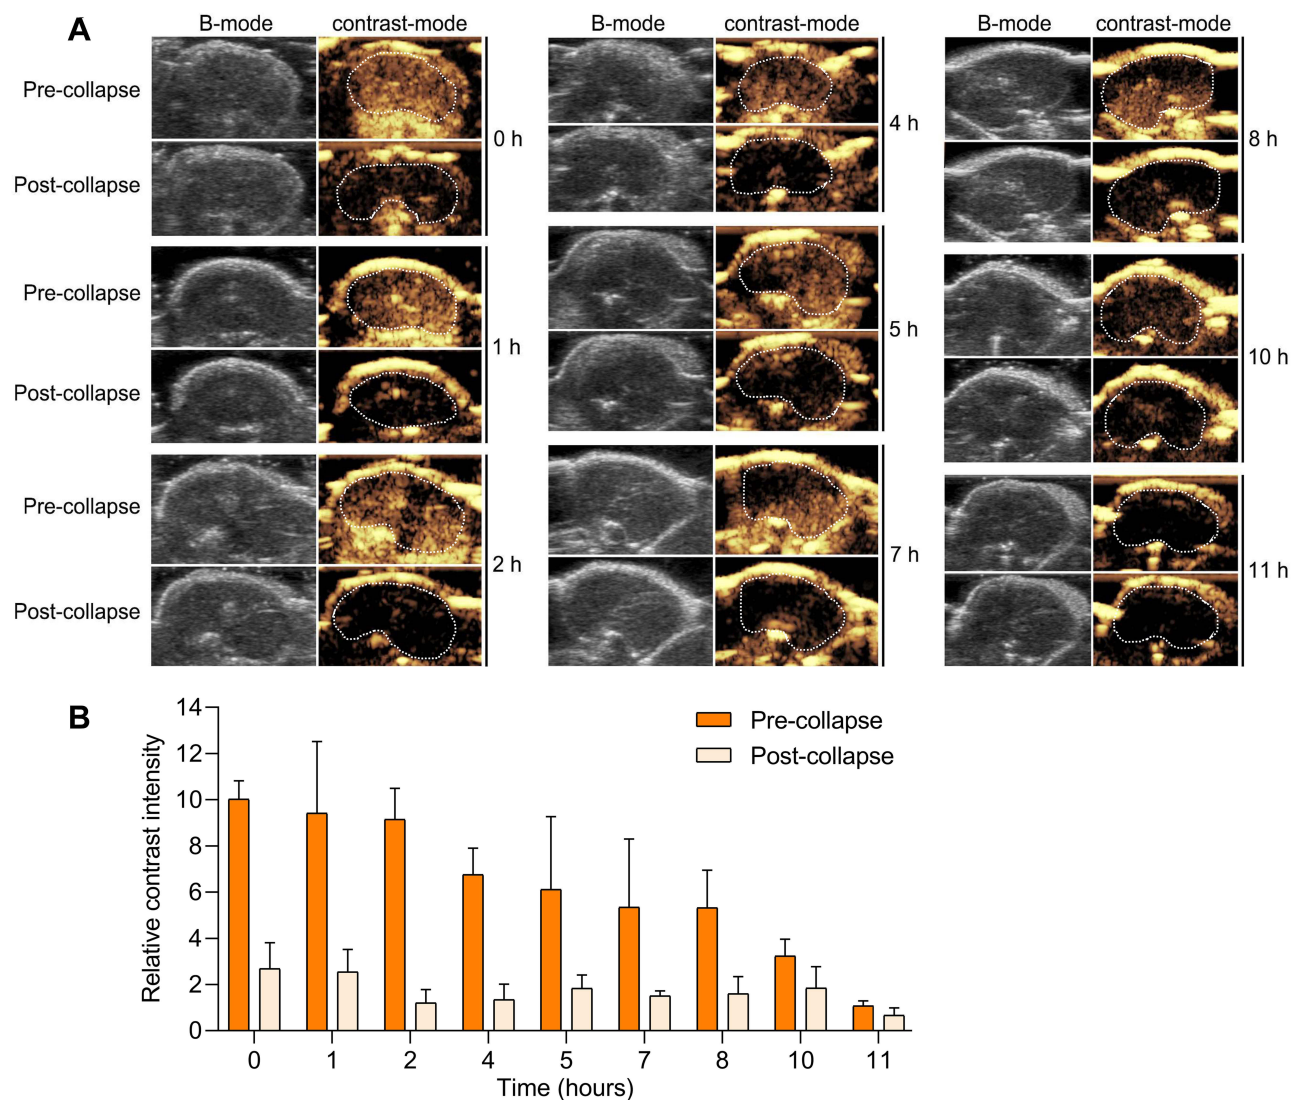 A
B-mode contrast-mode B-mode contrast-mode B-mode contrast-mode
Pre-collapse
0 h
4 h
8 h
Post-collapse
Pre-collapse
1 h
5 h
10 h
Post-collapse
Pre-collapse
2 h
7 h
11 h
Post-collapse
B
Relative contrast intensity
14
12
10
8
6
4
2
0
Pre-collapse
Post-collapse
0 1 2 4 5 7 8 10 11
Time (hours)